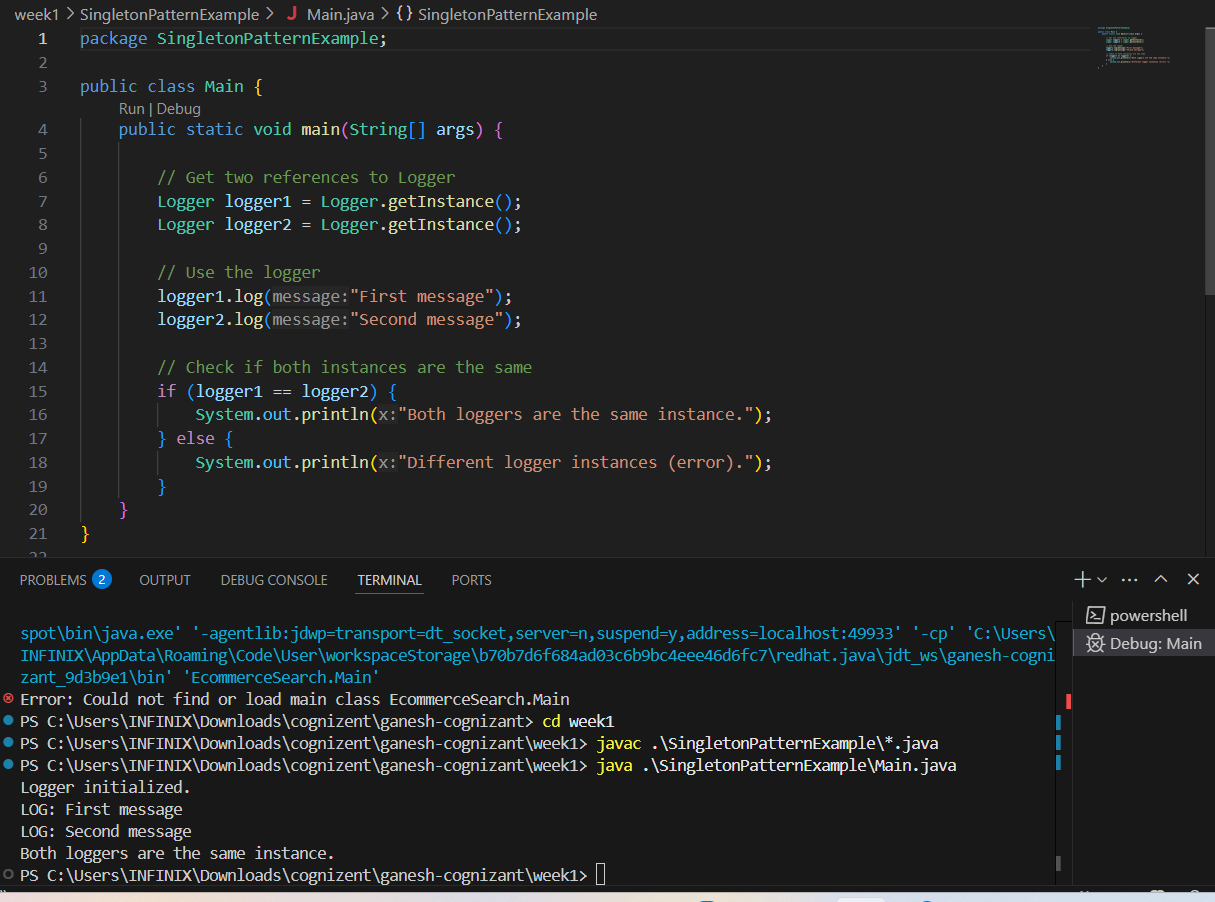 week1 > SingletonPatternExample > J Main.java > {} SingletonPatternExample
1 package SingletonPatternExample;
2
3 public class Main {
Run | Debug
4 public static void main(String[] args) {
5
6 // Get two references to Logger
7 Logger logger1 = Logger.getInstance();
8 Logger logger2 = Logger.getInstance();
9
10 // Use the logger
11 logger1.log(message:"First message");
12 logger2.log(message:"Second message");
13
14 // Check if both instances are the same
15 if (logger1 == logger2) {
16 System.out.println(x:"Both loggers are the same instance.");
17 } else {
18 System.out.println(x:"Different logger instances (error).");
19 }
20 }
21 }
22
PROBLEMS 2 OUTPUT DEBUG CONSOLE TERMINAL PORTS
powershell
Debug: Main
spot\bin\java.exe' '-agentlib:jdwp=transport=dt_socket,server=n,suspend=y,address=localhost:49933' '-cp' 'C:\Users\
INFINIX\AppData\Roaming\Code\User\workspaceStorage\b70b7d6f684ad03c6b9bc4eee46d6fc7\redhat.java\jdt_ws\ganesh-cogni
zant_9d3b9e1\bin' 'EcommerceSearch.Main'
Error: Could not find or load main class EcommerceSearch.Main
PS C:\Users\INFINIX\Downloads\cognizent\ganesh-cognizant> cd week1
PS C:\Users\INFINIX\Downloads\cognizent\ganesh-cognizant\week1> javac .\SingletonPatternExample\*.java
PS C:\Users\INFINIX\Downloads\cognizent\ganesh-cognizant\week1> java .\SingletonPatternExample\Main.java
Logger initialized.
LOG: First message
LOG: Second message
Both loggers are the same instance.
PS C:\Users\INFINIX\Downloads\cognizent\ganesh-cognizant\week1>